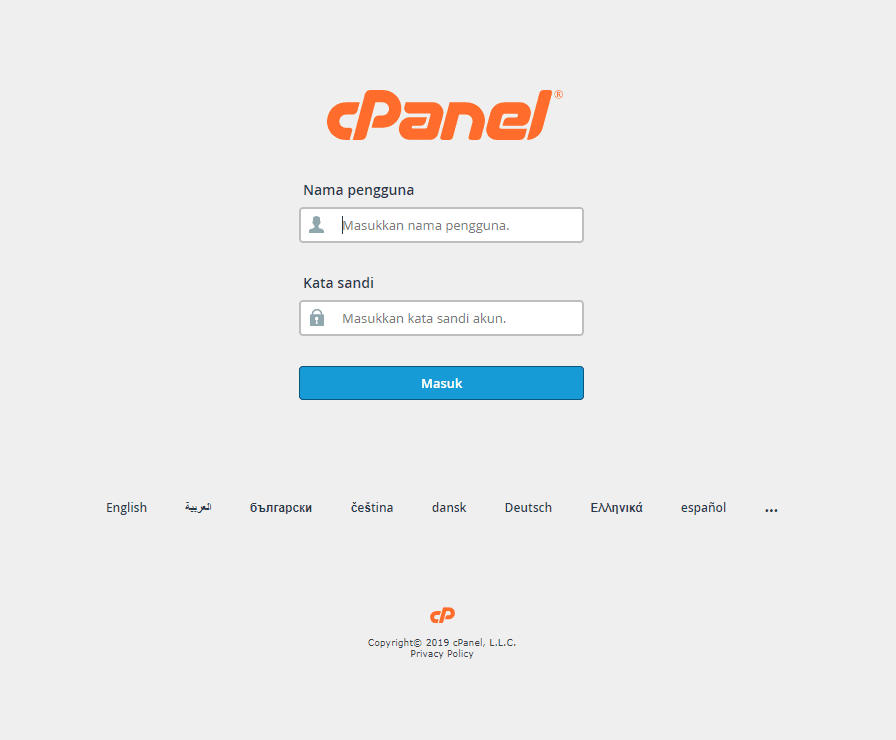 cPanel®
Nama pengguna
Masukkan nama pengguna.
Kata sandi
Masukkan kata sandi akun.
Masuk
English العربية български čeština dansk Deutsch Ελληνικά español ...
cP
Copyright© 2019 cPanel, L.L.C.
Privacy Policy